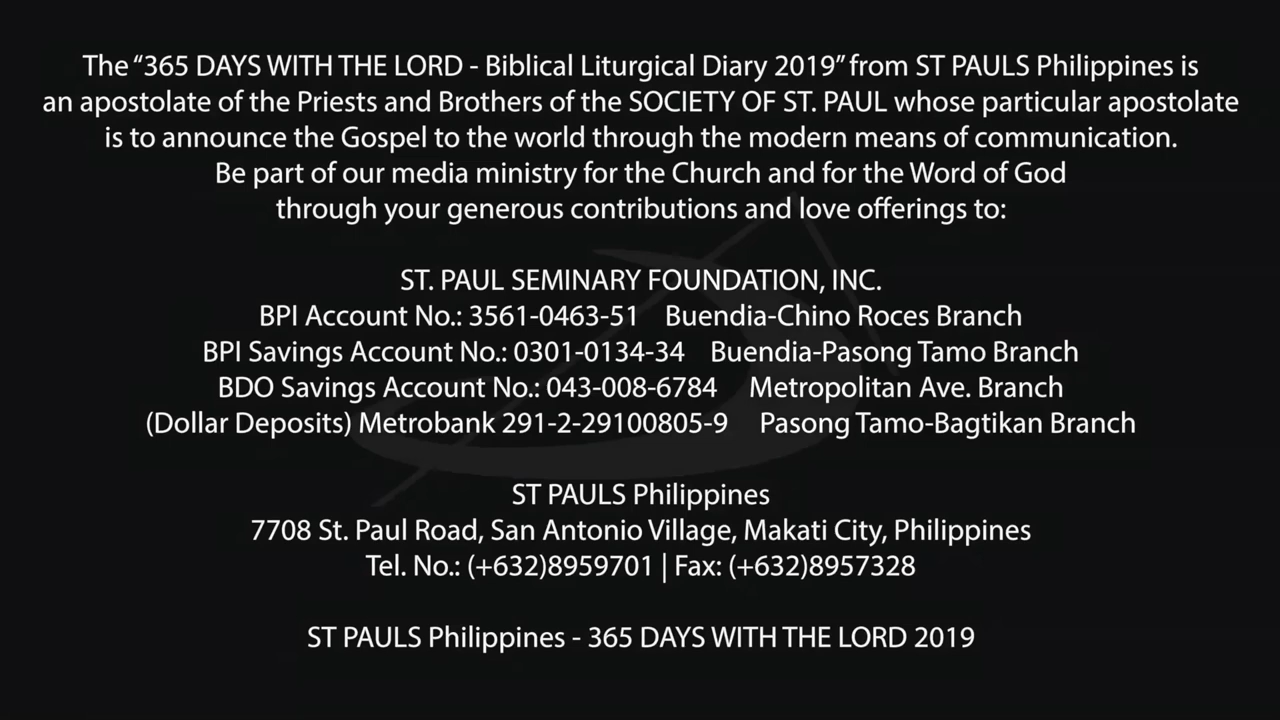 The “365 DAYS WITH THE LORD - Biblical Liturgical Diary 2019” from ST PAULS Philippines is
an apostolate of the Priests and Brothers of the SOCIETY OF ST. PAUL whose particular apostolate
is to announce the Gospel to the world through the modern means of communication.
Be part of our media ministry for the Church and for the Word of God
through your generous contributions and love offerings to:
ST. PAUL SEMINARY FOUNDATION, INC.
BPI Account No.: 3561-0463-51 Buendia-Chino Roces Branch
BPI Savings Account No.: 0301-0134-34 Buendia-Pasong Tamo Branch
BDO Savings Account No.: 043-008-6784 Metropolitan Ave. Branch
(Dollar Deposits) Metrobank 291-2-29100805-9 Pasong Tamo-Bagtikan Branch
ST PAULS Philippines
7708 St. Paul Road, San Antonio Village, Makati City, Philippines
Tel. No.: (+632)8959701 | Fax: (+632)8957328
ST PAULS Philippines - 365 DAYS WITH THE LORD 2019